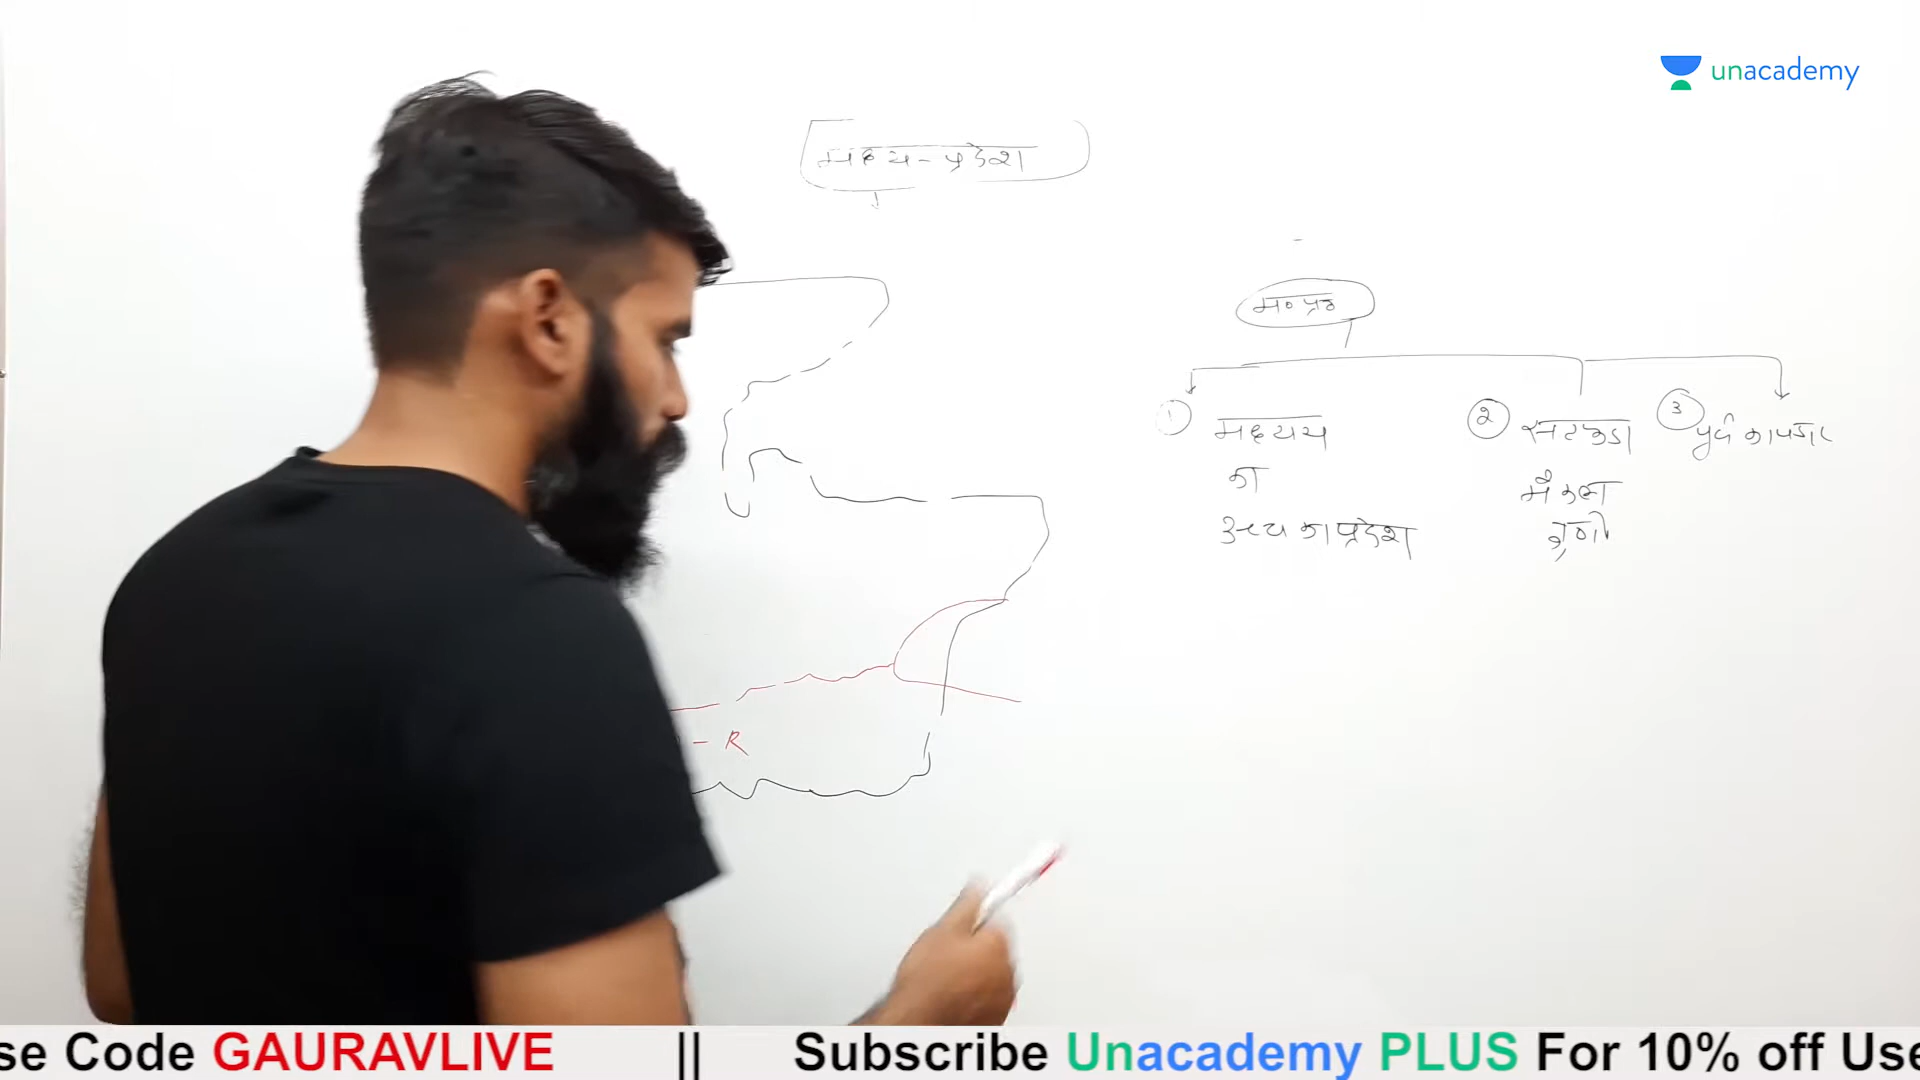 unacademy
मध्य-प्रदेश
म०प्र०
① मध्य
का
उच्च का प्रदेश
② सतपुड़ा
मैकल
श्रेणी
③ पूर्व का पठार
- R
se Code GAURAVLIVE || Subscribe Unacademy PLUS For 10% off Use